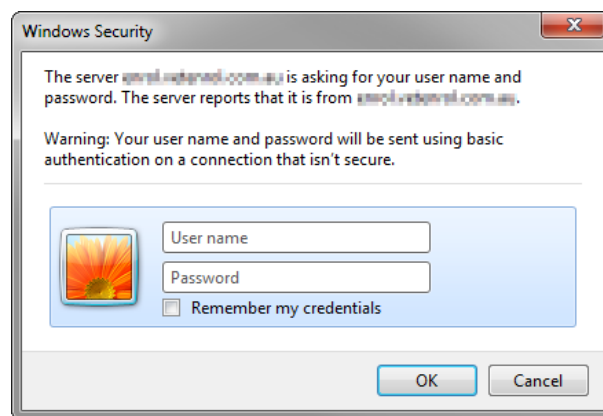 Windows Security
The server is asking for your user name and
password. The server reports that it is from .
Warning: Your user name and password will be sent using basic
authentication on a connection that isn't secure.
User name
Password
Remember my credentials
OK Cancel